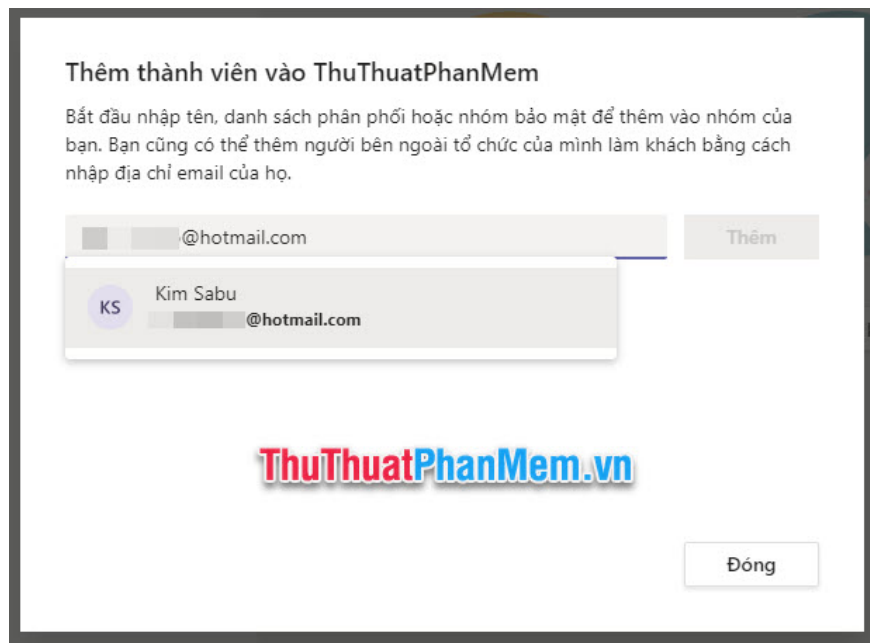 Thêm thành viên vào ThuThuatPhanMem
Bắt đầu nhập tên, danh sách phân phối hoặc nhóm bảo mật để thêm vào nhóm của
bạn. Bạn cũng có thể thêm người bên ngoài tổ chức của mình làm khách bằng cách
nhập địa chỉ email của họ.
@hotmail.com
Thêm
KS
Kim Sabu
@hotmail.com
ThuThuatPhanMem.vn
Đóng